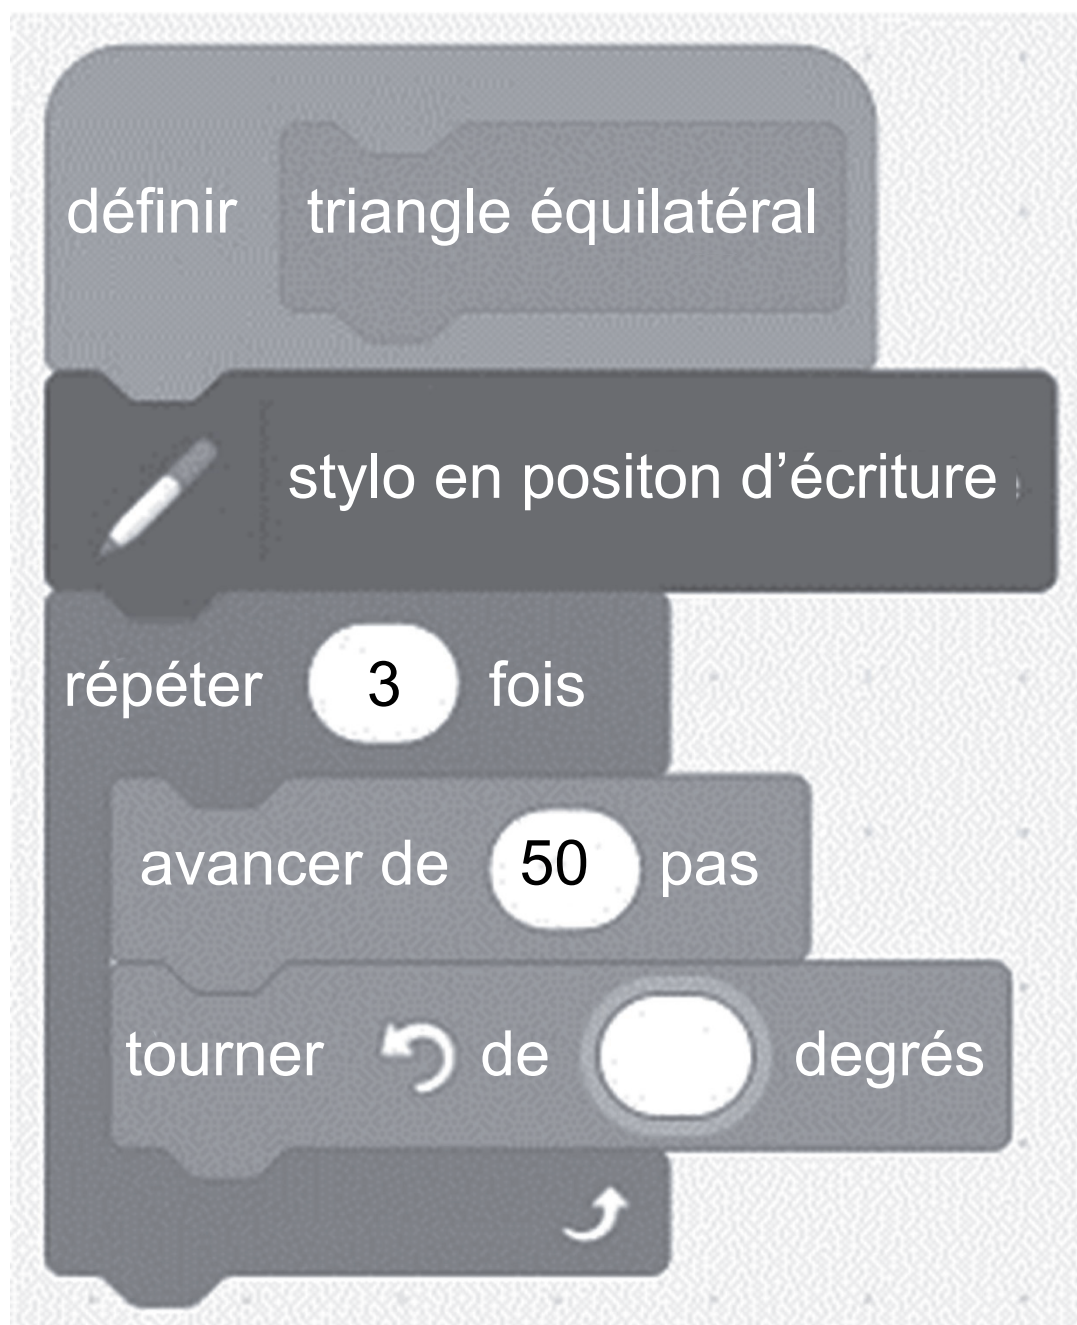 définir triangle équilatéral
stylo en positon d’écriture
répéter 3 fois
avancer de 50 pas
tourner de degrés